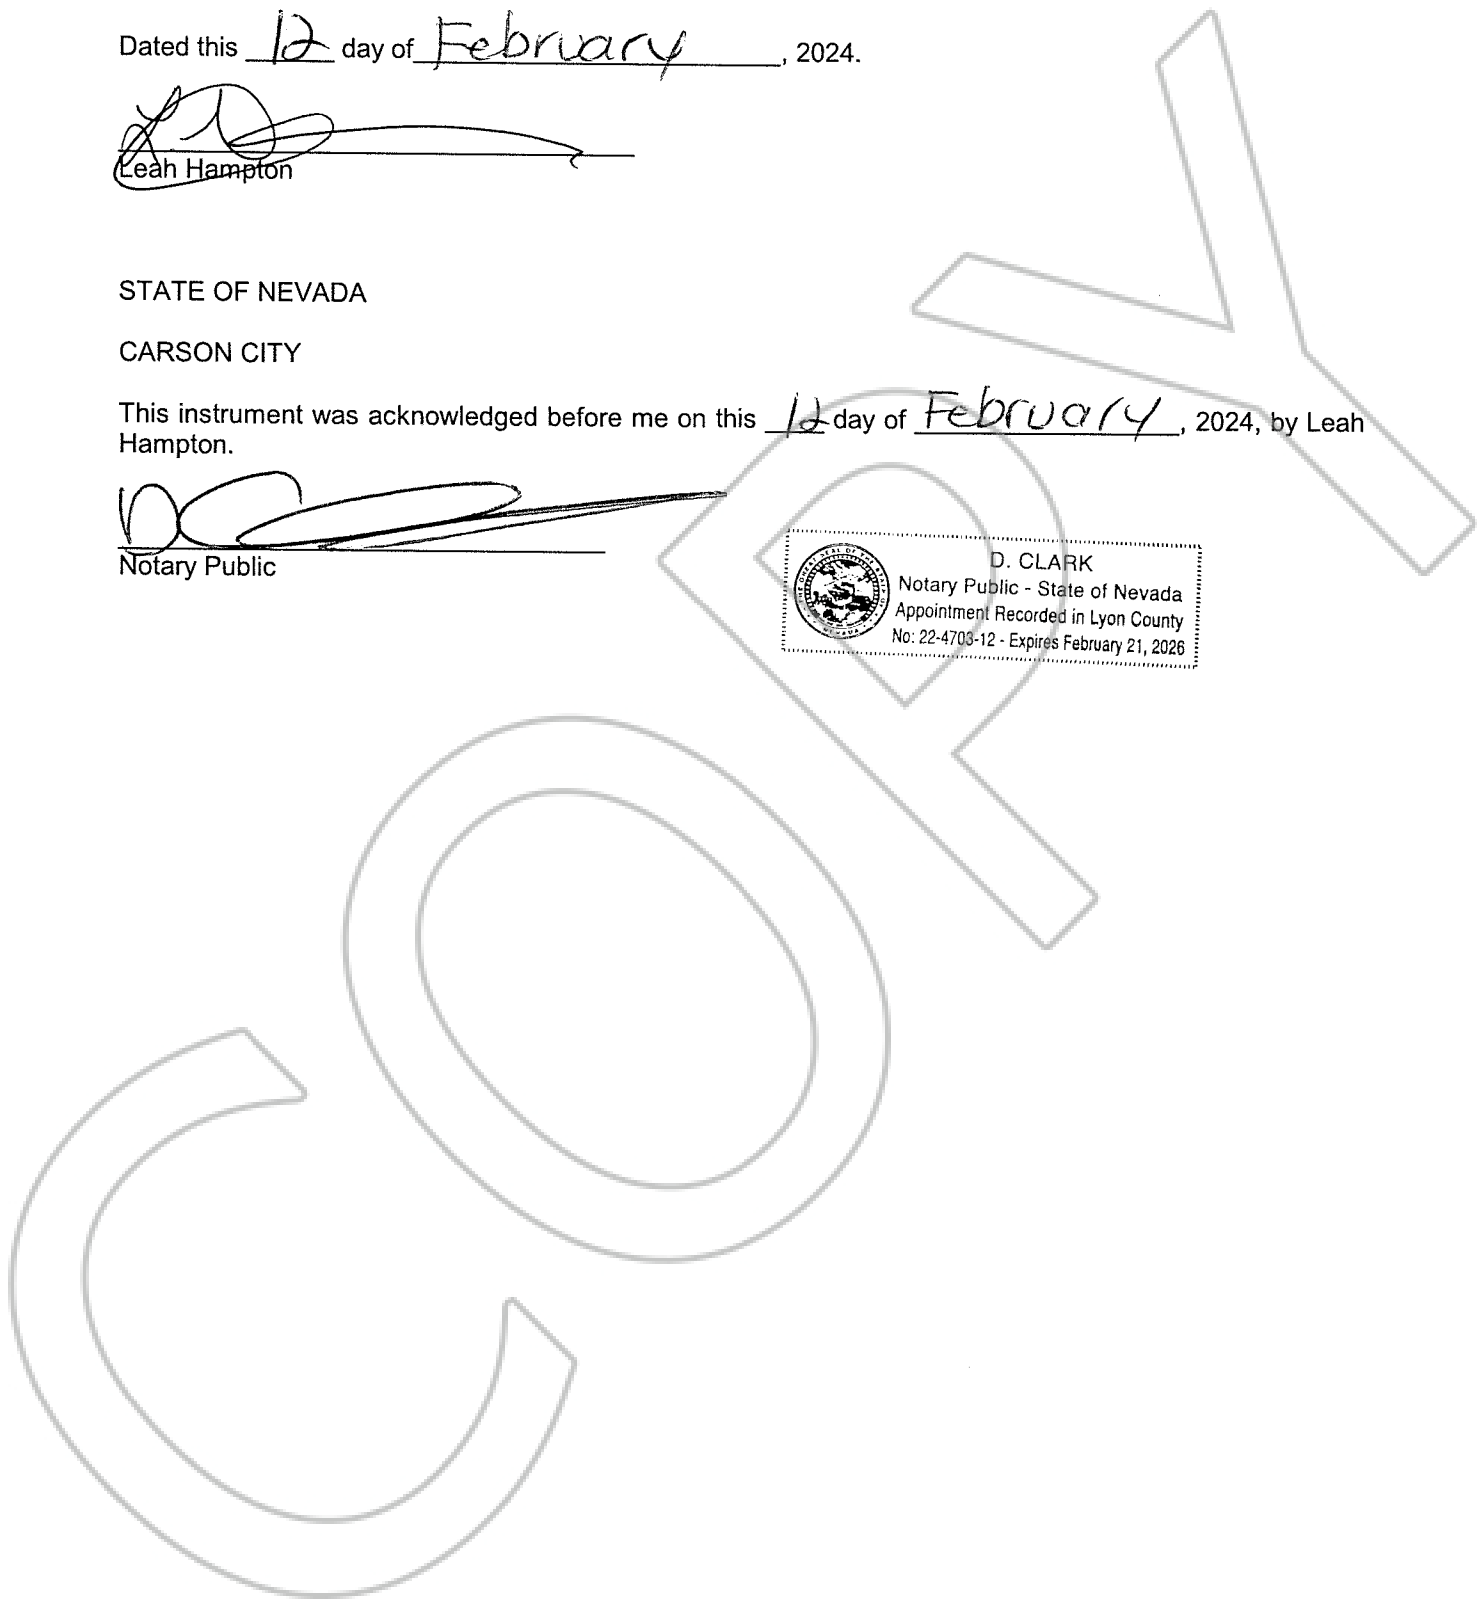 Dated this 12 day of February, 2024.
Leah Hampton
STATE OF NEVADA
CARSON CITY
This instrument was acknowledged before me on this 12 day of February, 2024, by Leah
Hampton.
Notary Public
D. CLARK
Notary Public - State of Nevada
Appointment Recorded in Lyon County
No: 22-4703-12 - Expires February 21, 2026
COPY